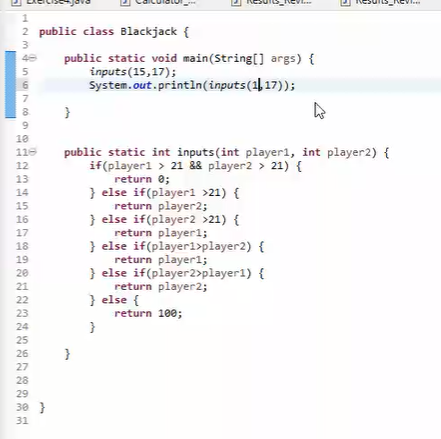 Exercise4.java Calculator_... Results_Revi... Results_Revi...
1
2 public class Blackjack {
3
4 public static void main(String[] args) {
5 inputs(15,17);
6 System.out.println(inputs(1,17));
7
8 }
9
10
11 public static int inputs(int player1, int player2) {
12 if(player1 > 21 && player2 > 21) {
13 return 0;
14 } else if(player1 >21) {
15 return player2;
16 } else if(player2 >21) {
17 return player1;
18 } else if(player1>player2) {
19 return player1;
20 } else if(player2>player1) {
21 return player2;
22 } else {
23 return 100;
24 }
25
26 }
27
28
29
30 }
31